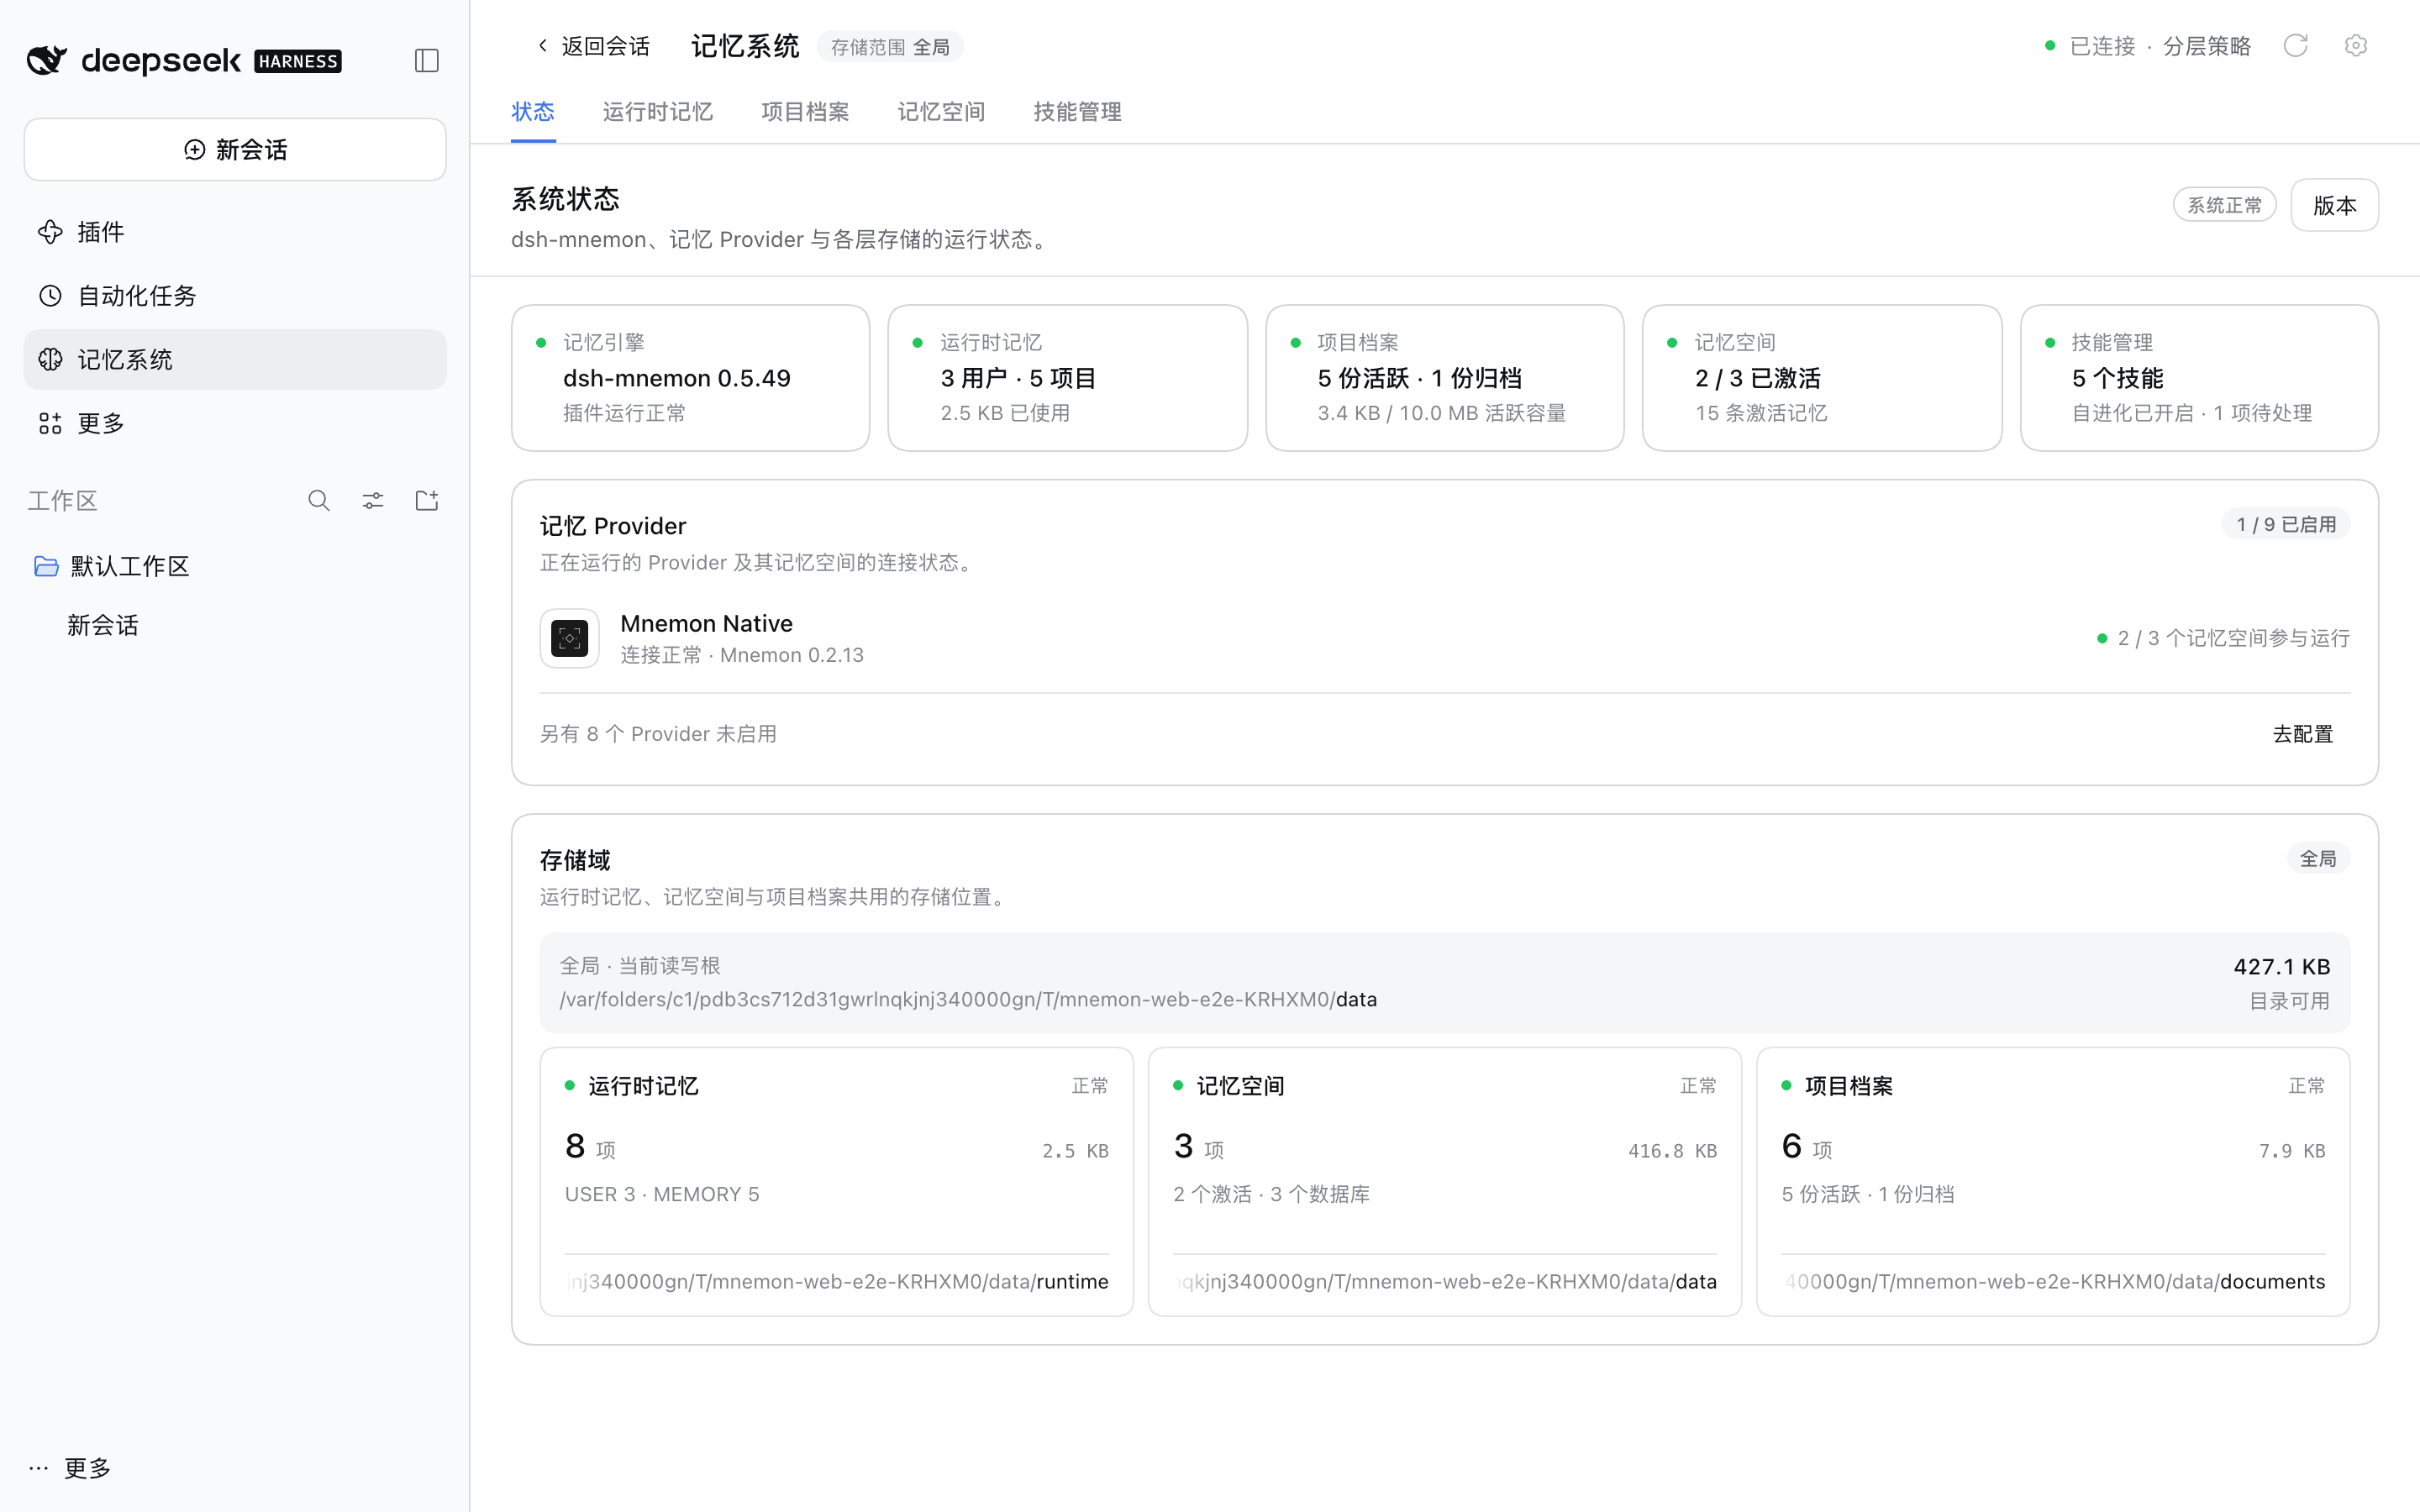 deepseek HARNESS
新会话
插件
自动化任务
记忆系统
更多
工作区
默认工作区
新会话
更多
返回会话
记忆系统
存储范围 全局
已连接 · 分层策略
状态
运行时记忆
项目档案
记忆空间
技能管理
系统状态
dsh-mnemon、记忆 Provider 与各层存储的运行状态。
系统正常
版本
记忆引擎
dsh-mnemon 0.5.49
插件运行正常
运行时记忆
3 用户 · 5 项目
2.5 KB 已使用
项目档案
5 份活跃 · 1 份归档
3.4 KB / 10.0 MB 活跃容量
记忆空间
2 / 3 已激活
15 条激活记忆
技能管理
5 个技能
自进化已开启 · 1 项待处理
记忆 Provider
1 / 9 已启用
正在运行的 Provider 及其记忆空间的连接状态。
Mnemon Native
连接正常 · Mnemon 0.2.13
2 / 3 个记忆空间参与运行
另有 8 个 Provider 未启用
去配置
存储域
全局
运行时记忆、记忆空间与项目档案共用的存储位置。
全局 · 当前读写根
427.1 KB
/var/folders/c1/pdb3cs712d31gwrlnqkjnj340000gn/T/mnemon-web-e2e-KRHXM0/data
目录可用
运行时记忆
正常
8 项
2.5 KB
USER 3 · MEMORY 5
jnj340000gn/T/mnemon-web-e2e-KRHXM0/data/runtime
记忆空间
正常
3 项
416.8 KB
2 个激活 · 3 个数据库
nqkjnj340000gn/T/mnemon-web-e2e-KRHXM0/data/data
项目档案
正常
6 项
7.9 KB
5 份活跃 · 1 份归档
40000gn/T/mnemon-web-e2e-KRHXM0/data/documents